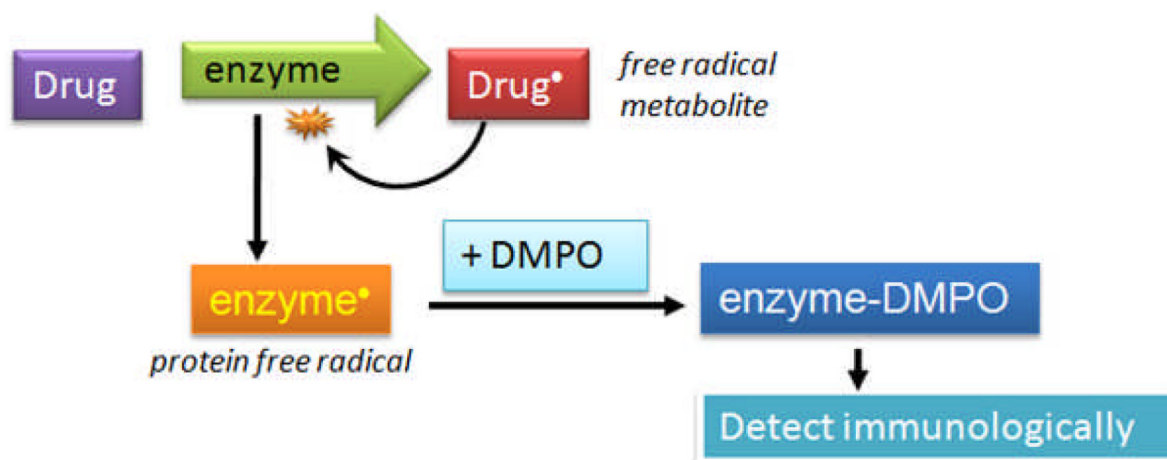 Drug
enzyme
Drug•
free radical
metabolite
+ DMPO
enzyme•
protein free radical
enzyme-DMPO
Detect immunologically